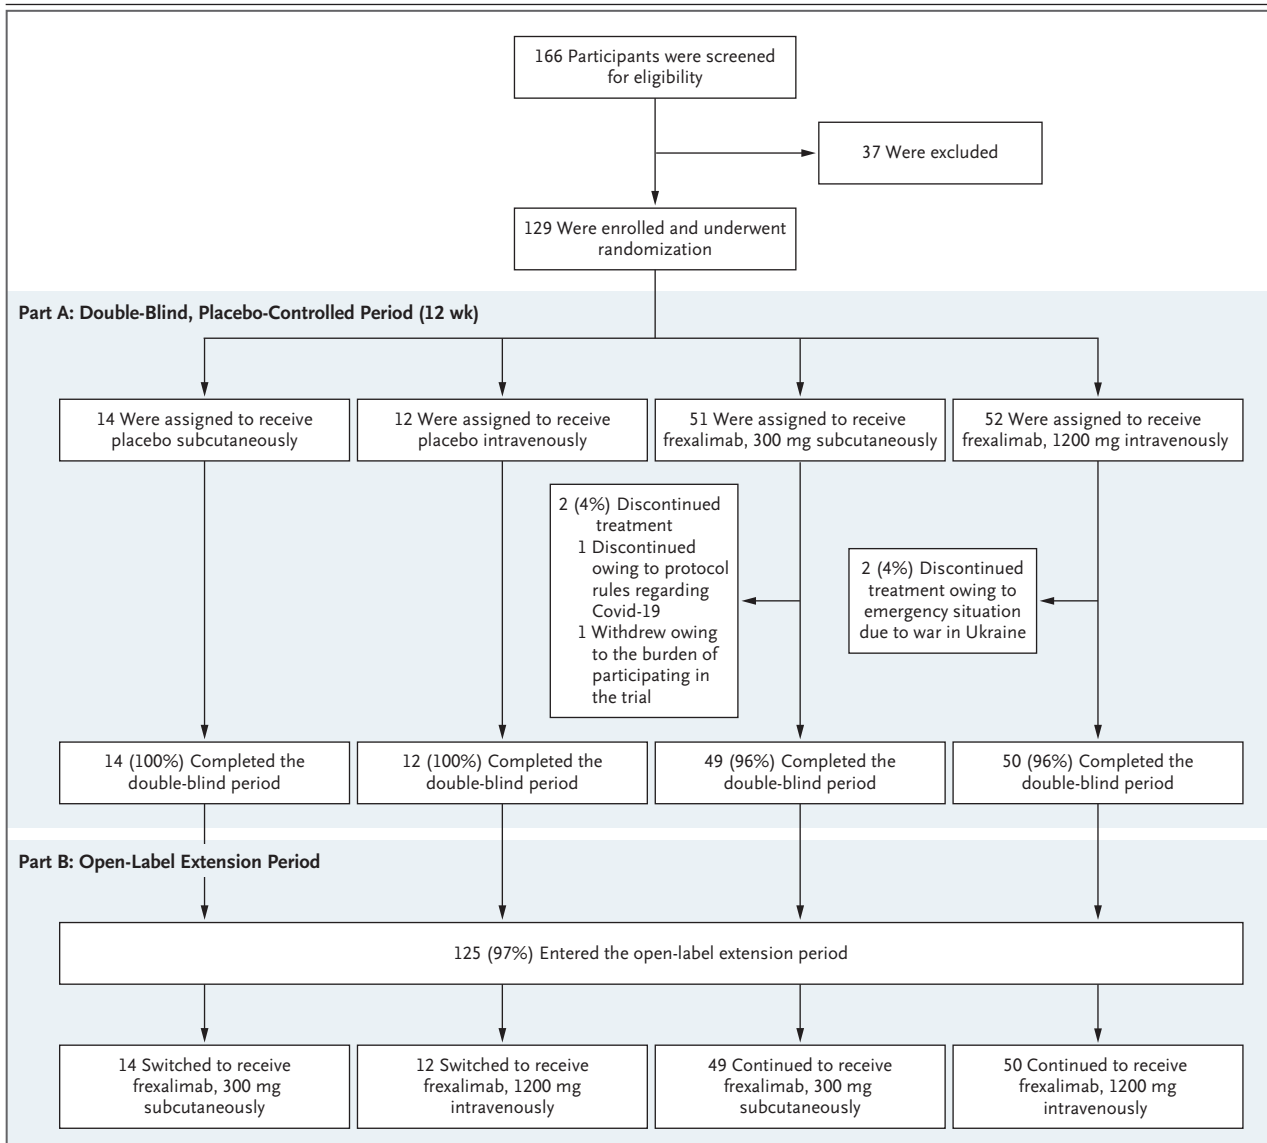 166 Participants were screened
for eligibility
37 Were excluded
129 Were enrolled and underwent
randomization
Part A: Double-Blind, Placebo-Controlled Period (12 wk)
14 Were assigned to receive
placebo subcutaneously
12 Were assigned to receive
placebo intravenously
51 Were assigned to receive
frexalimab, 300 mg subcutaneously
52 Were assigned to receive
frexalimab, 1200 mg intravenously
2 (4%) Discontinued
treatment
1 Discontinued
owing to protocol
rules regarding
Covid-19
1 Withdrew owing
to the burden of
participating in
the trial
2 (4%) Discontinued
treatment owing to
emergency situation
due to war in Ukraine
14 (100%) Completed the
double-blind period
12 (100%) Completed the
double-blind period
49 (96%) Completed the
double-blind period
50 (96%) Completed the
double-blind period
Part B: Open-Label Extension Period
125 (97%) Entered the open-label extension period
14 Switched to receive
frexalimab, 300 mg
subcutaneously
12 Switched to receive
frexalimab, 1200 mg
intravenously
49 Continued to receive
frexalimab, 300 mg
subcutaneously
50 Continued to receive
frexalimab, 1200 mg
intravenously